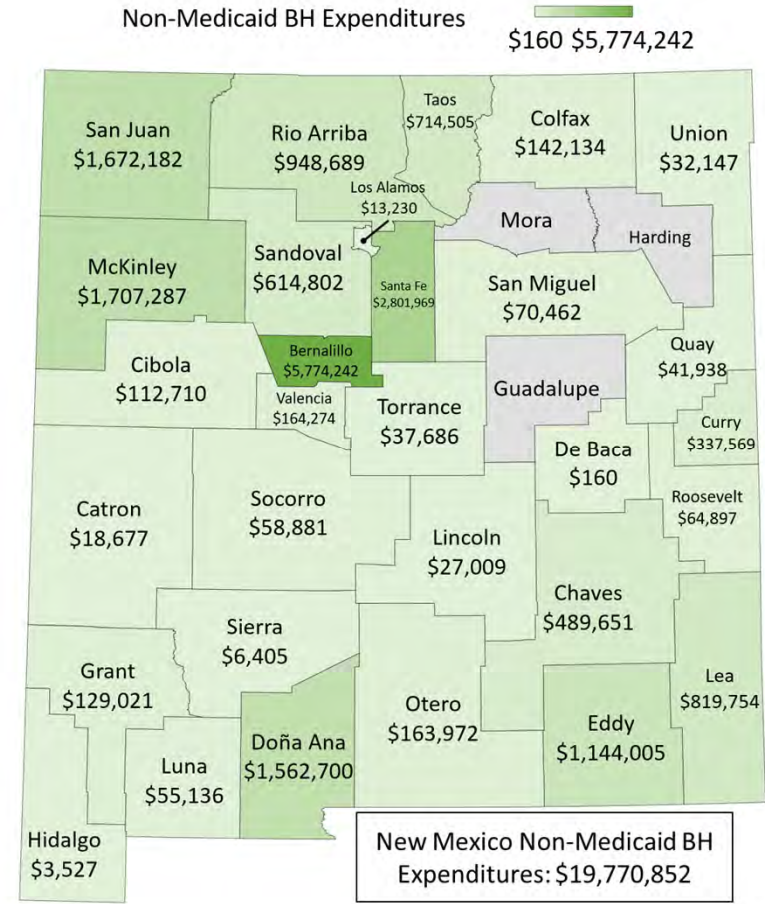 Non-Medicaid BH Expenditures
$160 $5,774,242
San Juan
$1,672,182
Rio Arriba
$948,689
Taos
$714,505
Colfax
$142,134
Union
$32,147
Los Alamos
$13,230
Mora
Harding
McKinley
$1,707,287
Sandoval
$614,802
Santa Fe
$2,801,969
San Miguel
$70,462
Cibola
$112,710
Bernalillo
$5,774,242
Valencia
$164,274
Torrance
$37,686
Guadalupe
Quay
$41,938
Curry
$337,569
De Baca
$160
Roosevelt
$64,897
Catron
$18,677
Socorro
$58,881
Lincoln
$27,009
Chaves
$489,651
Sierra
$6,405
Grant
$129,021
Otero
$163,972
Lea
$819,754
Eddy
$1,144,005
Doña Ana
$1,562,700
Luna
$55,136
Hidalgo
$3,527
New Mexico Non-Medicaid BH
Expenditures: $19,770,852